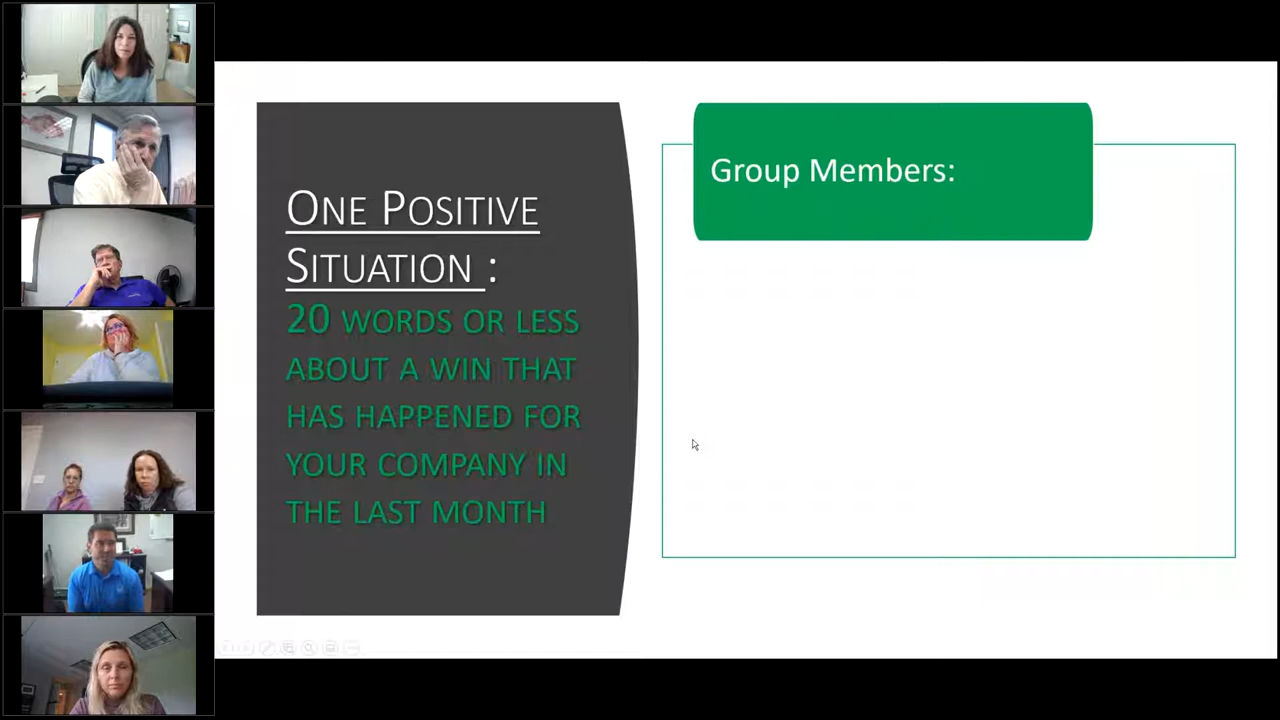 ONE POSITIVE
SITUATION :
20 WORDS OR LESS
ABOUT A WIN THAT
HAS HAPPENED FOR
YOUR COMPANY IN
THE LAST MONTH
Group Members: